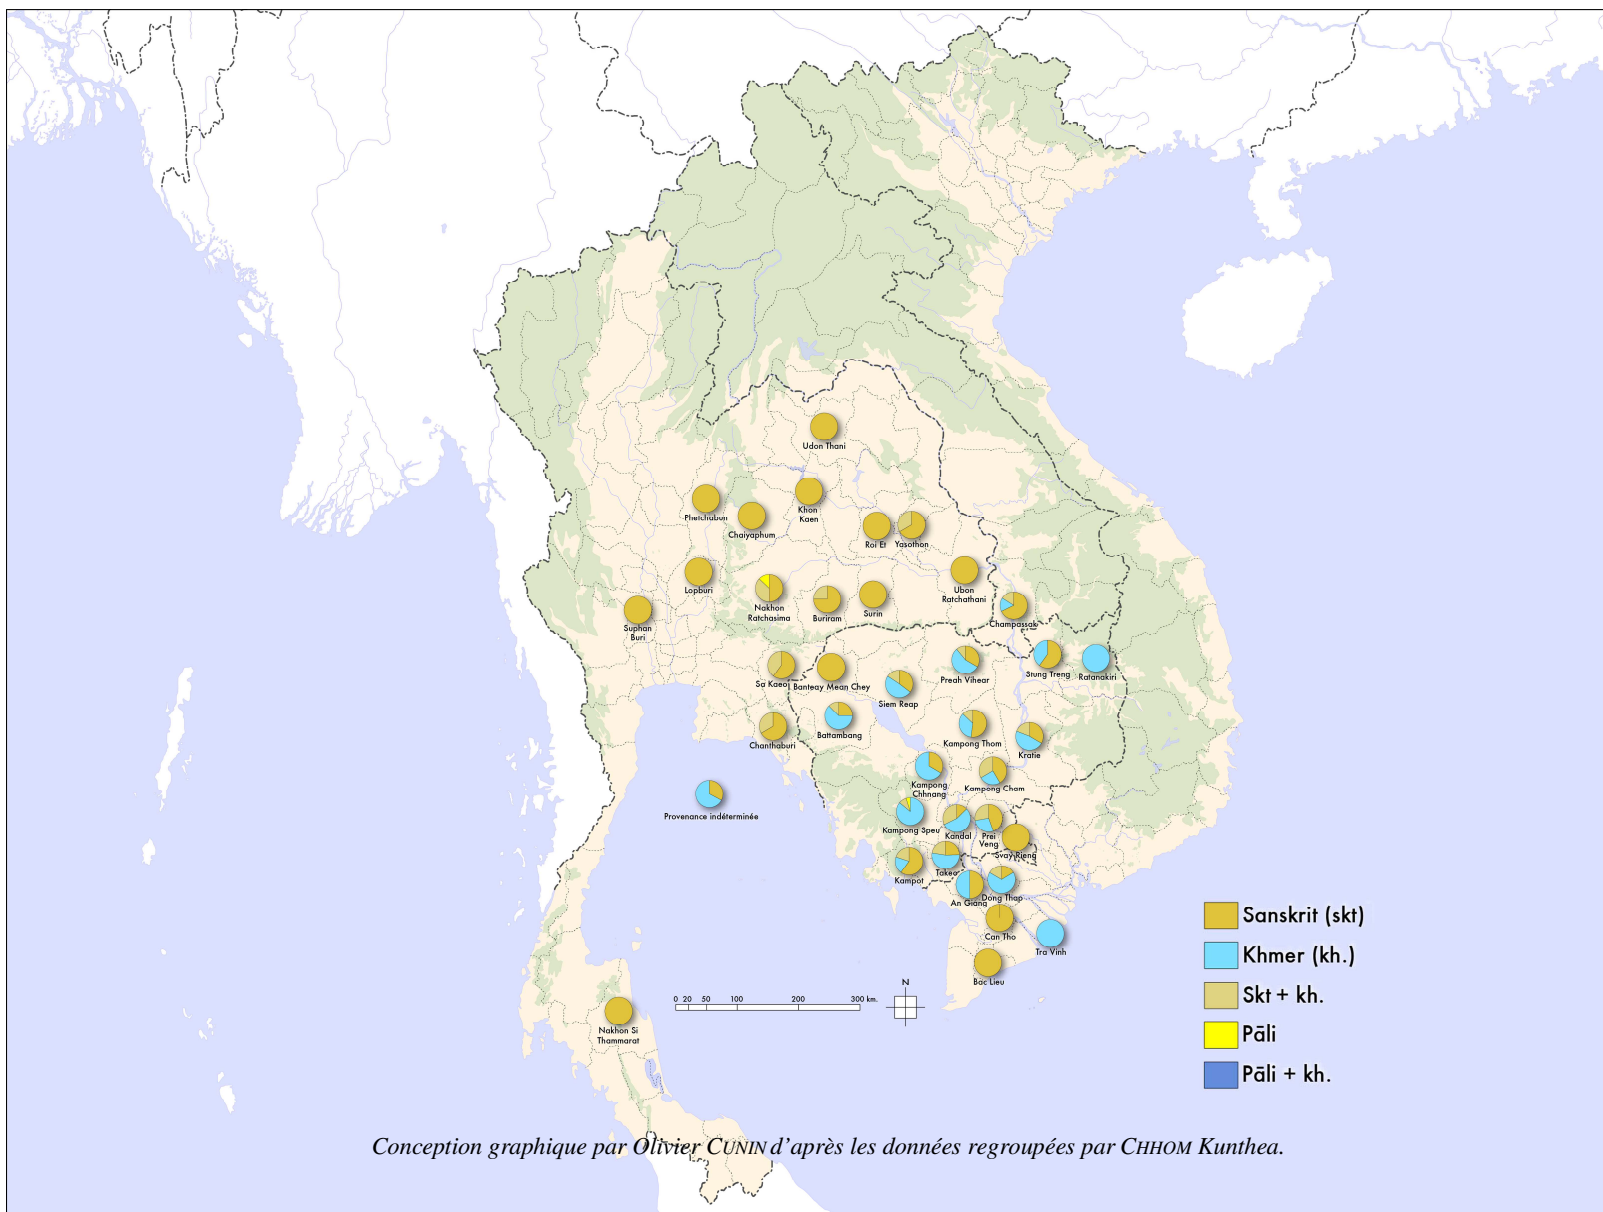 Udon Thani
Phetchabun
Chaiyaphum
Khon
Kaen
Roi Et
Yasothon
Lopburi
Nakhon
Ratchasima
Buriram
Surin
Ubon
Ratchathani
Suphan
Buri
Champassak
Sa Kaeo
Banteay Mean Chey
Siem Reap
Preah Vihear
Stung Treng
Ratanakiri
Chanthaburi
Battambang
Kampong Thom
Kratie
Kampong
Chhnang
Kampong Cham
Provenance indéterminée
Kampong Speu
Kandal
Prei
Veng
Svay Rieng
Kampot
Takeo
An Giang
Dong Thap
Can Tho
Tra Vinh
Bac Lieu
Nakhon Si
Thammarat
0 20 50 100 200 300 km.
N
Sanskrit (skt)
Khmer (kh.)
Skt + kh.
Pāli
Pāli + kh.
Conception graphique par Olivier CUNIN d'après les données regroupées par CHHOM Kunthea.